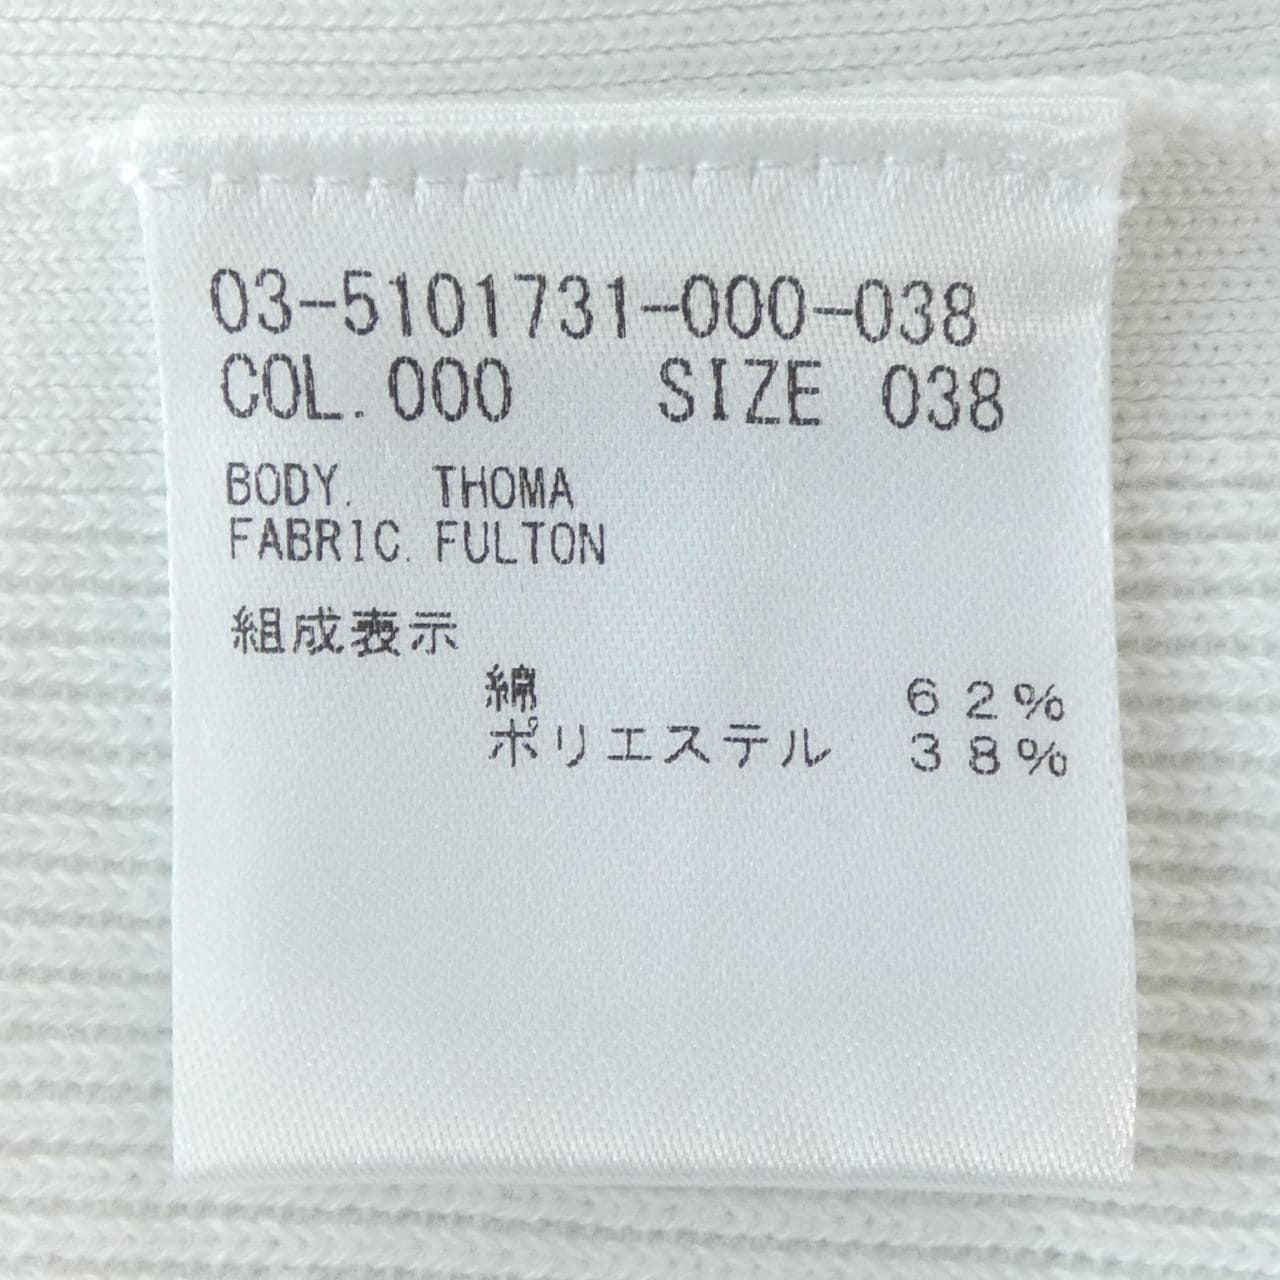 03-5101731-000-038
COL. 000 SIZE 038
BODY. THOMA
FABRIC. FULTON
組成表示
綿 62%
ポリエステル 38%